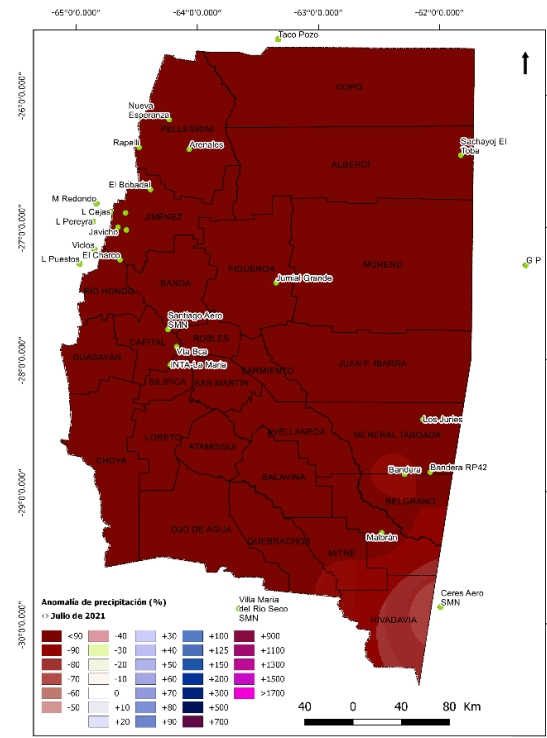 -65°0'0.000"
-64°0'0.000"
-63°0'0.000"
-62°0'0.000"
Taco Pozo
COPO
-26°0'0.000"
Nueva
Esperanza
PELLEGRINI
Rapelli
Arenales
Sachayoj El
Toba
ALBERDI
El Bobadal
M Redondo
L Cejas
JIMÉNEZ
L Pereyra
Javicho
-27°0'0.000"
Viclos
El Charco
L Puestos
MORENO
G P
FIGUEROA
Jumial Grande
BANDA
RÍO HONDO
Santiago Aero
SMN
CAPITAL
ROBLES
Vta Bca
GUASAYÁN
INTA-La María
-28°0'0.000"
JUAN F. IBARRA
SARMIENTO
SILIPICA
SAN MARTÍN
Los Juries
AVELLANEDA
GENERAL TABOADA
LORETO
ATAMISQUI
CHOYA
Bandera
Bandera RP42
SALAVINA
-29°0'0.000"
BELGRANO
OJO DE AGUA
QUEBRACHOS
Malbrán
MITRE
Villa María
del Rio Seco
SMN
Ceres Aero
SMN
RIVADAVIA
-30°0'0.000"
Anomalía de precipitación (%)
Julio de 2021
<90 -40 +30 +100 +900
-90 -30 +40 +125 +1100
-80 -20 +50 +150 +1300
-70 -10 +60 +200 +1500
-60 0 +70 +300 >1700
-50 +10 +80 +500
+20 +90 +700
40 0 40 80 Km